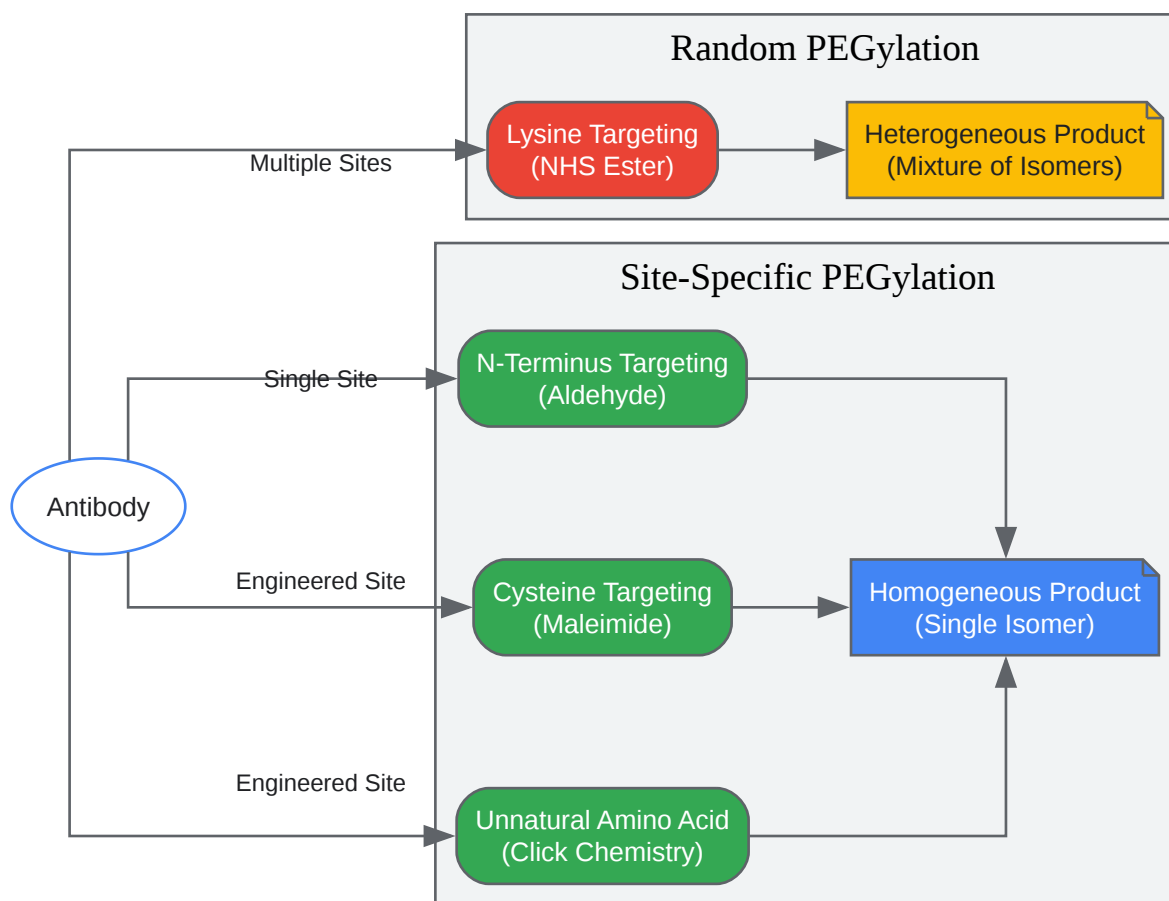 Random PEGylation
Lysine Targeting
(NHS Ester)
Heterogeneous Product
(Mixture of Isomers)
Multiple Sites
Site-Specific PEGylation
N-Terminus Targeting
(Aldehyde)
Single Site
Antibody
Engineered Site
Cysteine Targeting
(Maleimide)
Homogeneous Product
(Single Isomer)
Engineered Site
Unnatural Amino Acid
(Click Chemistry)